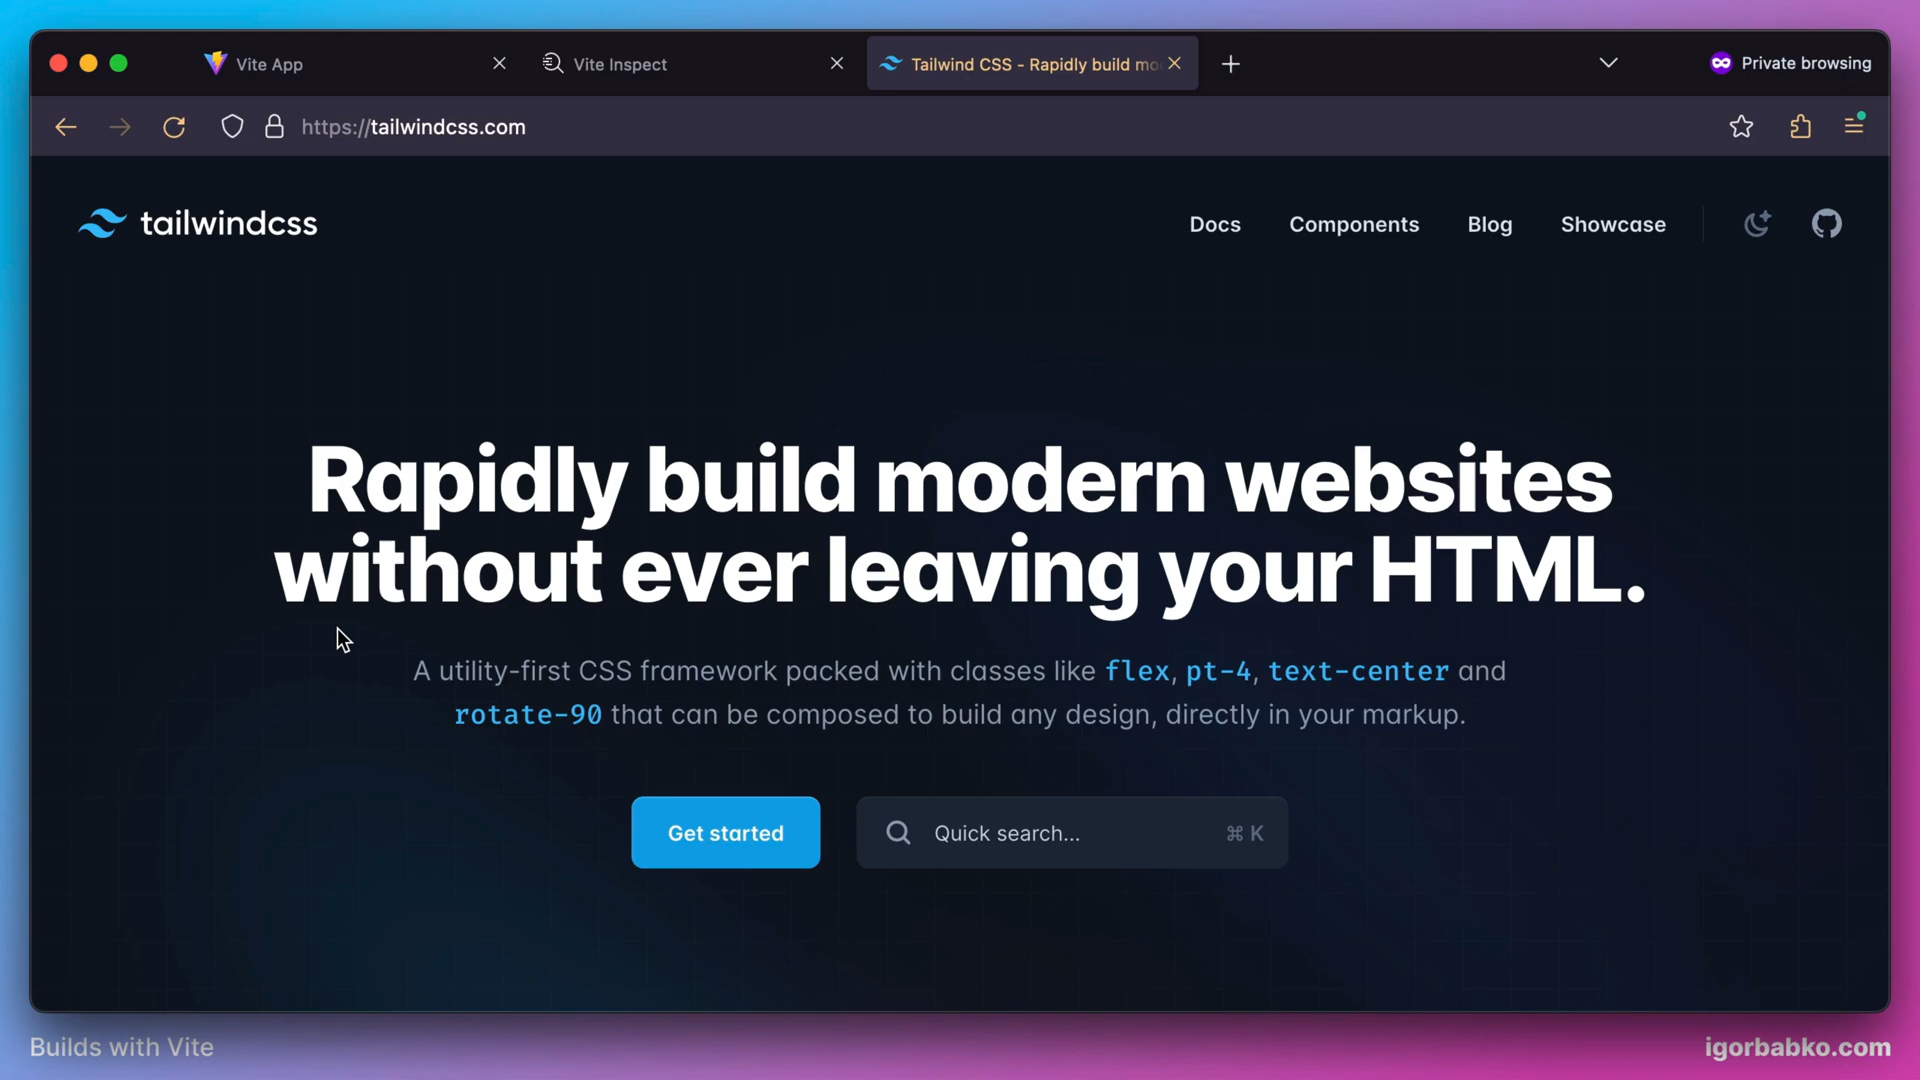 Vite App
Vite Inspect
Tailwind CSS - Rapidly build mo
Private browsing
https://tailwindcss.com
tailwindcss
Docs
Components
Blog
Showcase
Rapidly build modern websites
without ever leaving your HTML.
A utility-first CSS framework packed with classes like flex, pt-4, text-center and
rotate-90 that can be composed to build any design, directly in your markup.
Get started
Quick search...
⌘ K
Builds with Vite
igorbabko.com